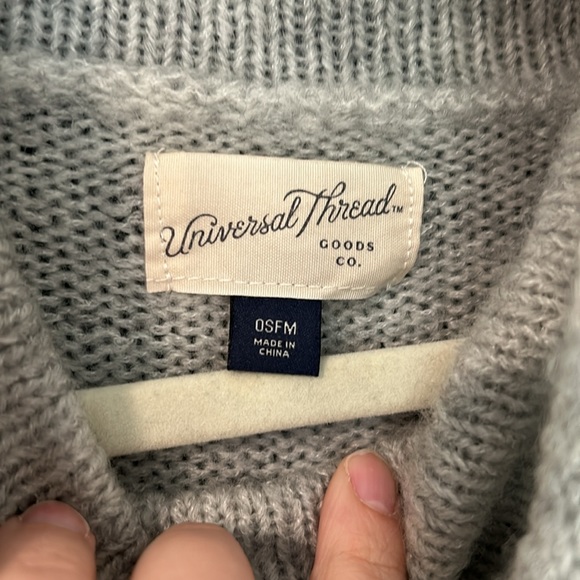 Universal Thread™
GOODS
CO.
OSFM
MADE IN
CHINA